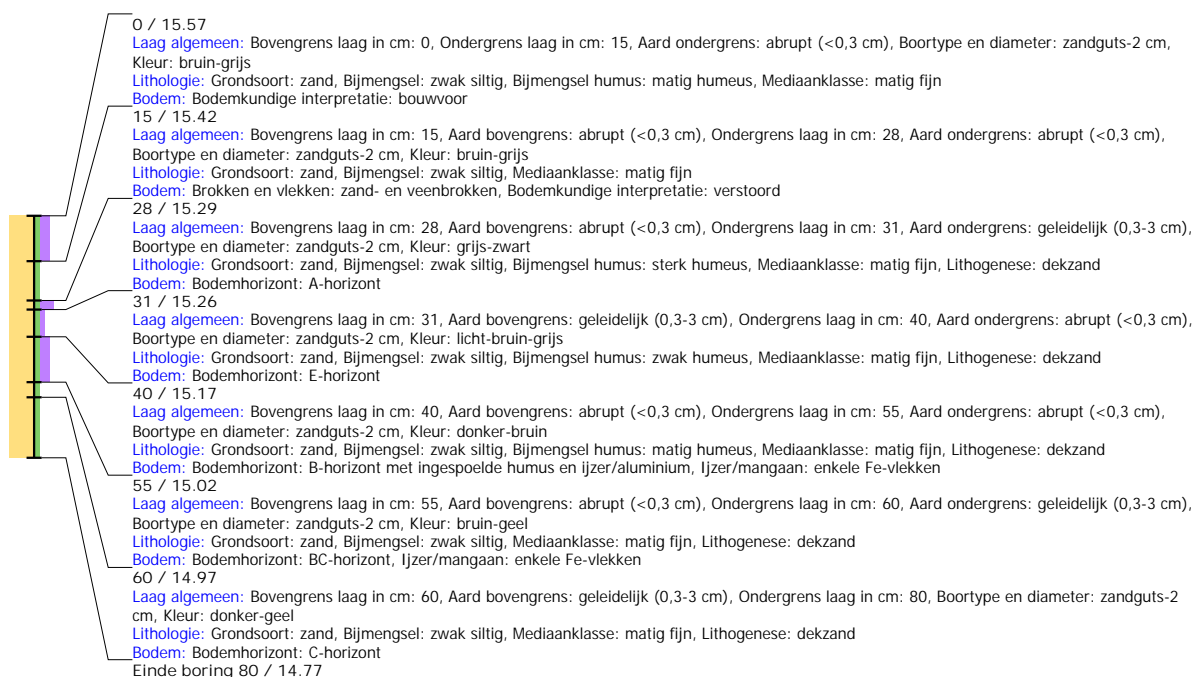 0 / 15.57
Laag algemeen: Bovengrens laag in cm: 0, Ondergrens laag in cm: 15, Aard ondergrens: abrupt (<0,3 cm), Boortype en diameter: zandguts-2 cm,
Kleur: bruin-grijs
Lithologie: Grondsoort: zand, Bijmengsel: zwak siltig, Bijmengsel humus: matig humeus, Mediaanklasse: matig fijn
Bodem: Bodemkundige interpretatie: bouwvoor
15 / 15.42
Laag algemeen: Bovengrens laag in cm: 15, Aard bovengrens: abrupt (<0,3 cm), Ondergrens laag in cm: 28, Aard ondergrens: abrupt (<0,3 cm),
Boortype en diameter: zandguts-2 cm, Kleur: bruin-grijs
Lithologie: Grondsoort: zand, Bijmengsel: zwak siltig, Mediaanklasse: matig fijn
Bodem: Brokken en vlekken: zand- en veenbrokken, Bodemkundige interpretatie: verstoord
28 / 15.29
Laag algemeen: Bovengrens laag in cm: 28, Aard bovengrens: abrupt (<0,3 cm), Ondergrens laag in cm: 31, Aard ondergrens: geleidelijk (0,3-3 cm),
Boortype en diameter: zandguts-2 cm, Kleur: grijs-zwart
Lithologie: Grondsoort: zand, Bijmengsel: zwak siltig, Bijmengsel humus: sterk humeus, Mediaanklasse: matig fijn, Lithogenese: dekzand
Bodem: Bodemhorizont: A-horizont
31 / 15.26
Laag algemeen: Bovengrens laag in cm: 31, Aard bovengrens: geleidelijk (0,3-3 cm), Ondergrens laag in cm: 40, Aard ondergrens: abrupt (<0,3 cm),
Boortype en diameter: zandguts-2 cm, Kleur: licht-bruin-grijs
Lithologie: Grondsoort: zand, Bijmengsel: zwak siltig, Bijmengsel humus: zwak humeus, Mediaanklasse: matig fijn, Lithogenese: dekzand
Bodem: Bodemhorizont: E-horizont
40 / 15.17
Laag algemeen: Bovengrens laag in cm: 40, Aard bovengrens: abrupt (<0,3 cm), Ondergrens laag in cm: 55, Aard ondergrens: abrupt (<0,3 cm),
Boortype en diameter: zandguts-2 cm, Kleur: donker-bruin
Lithologie: Grondsoort: zand, Bijmengsel: zwak siltig, Bijmengsel humus: matig humeus, Mediaanklasse: matig fijn, Lithogenese: dekzand
Bodem: Bodemhorizont: B-horizont met ingespoelde humus en ijzer/aluminium, Ijzer/mangaan: enkele Fe-vlekken
55 / 15.02
Laag algemeen: Bovengrens laag in cm: 55, Aard bovengrens: abrupt (<0,3 cm), Ondergrens laag in cm: 60, Aard ondergrens: geleidelijk (0,3-3 cm),
Boortype en diameter: zandguts-2 cm, Kleur: bruin-geel
Lithologie: Grondsoort: zand, Bijmengsel: zwak siltig, Mediaanklasse: matig fijn, Lithogenese: dekzand
Bodem: Bodemhorizont: BC-horizont, Ijzer/mangaan: enkele Fe-vlekken
60 / 14.97
Laag algemeen: Bovengrens laag in cm: 60, Aard bovengrens: geleidelijk (0,3-3 cm), Ondergrens laag in cm: 80, Boortype en diameter: zandguts-2
cm, Kleur: donker-geel
Lithologie: Grondsoort: zand, Bijmengsel: zwak siltig, Mediaanklasse: matig fijn, Lithogenese: dekzand
Bodem: Bodemhorizont: C-horizont
Einde boring 80 / 14.77